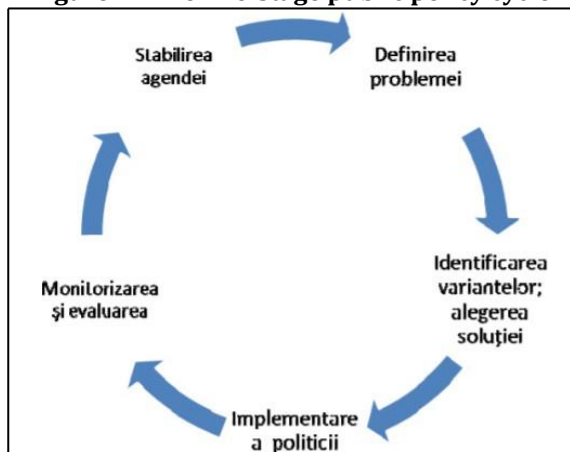 Stabilirea
agendei
Definirea
problemei
Identificarea
variantelor;
alegerea
soluției
Implementare
a politicii
Monitorizarea
și evaluarea